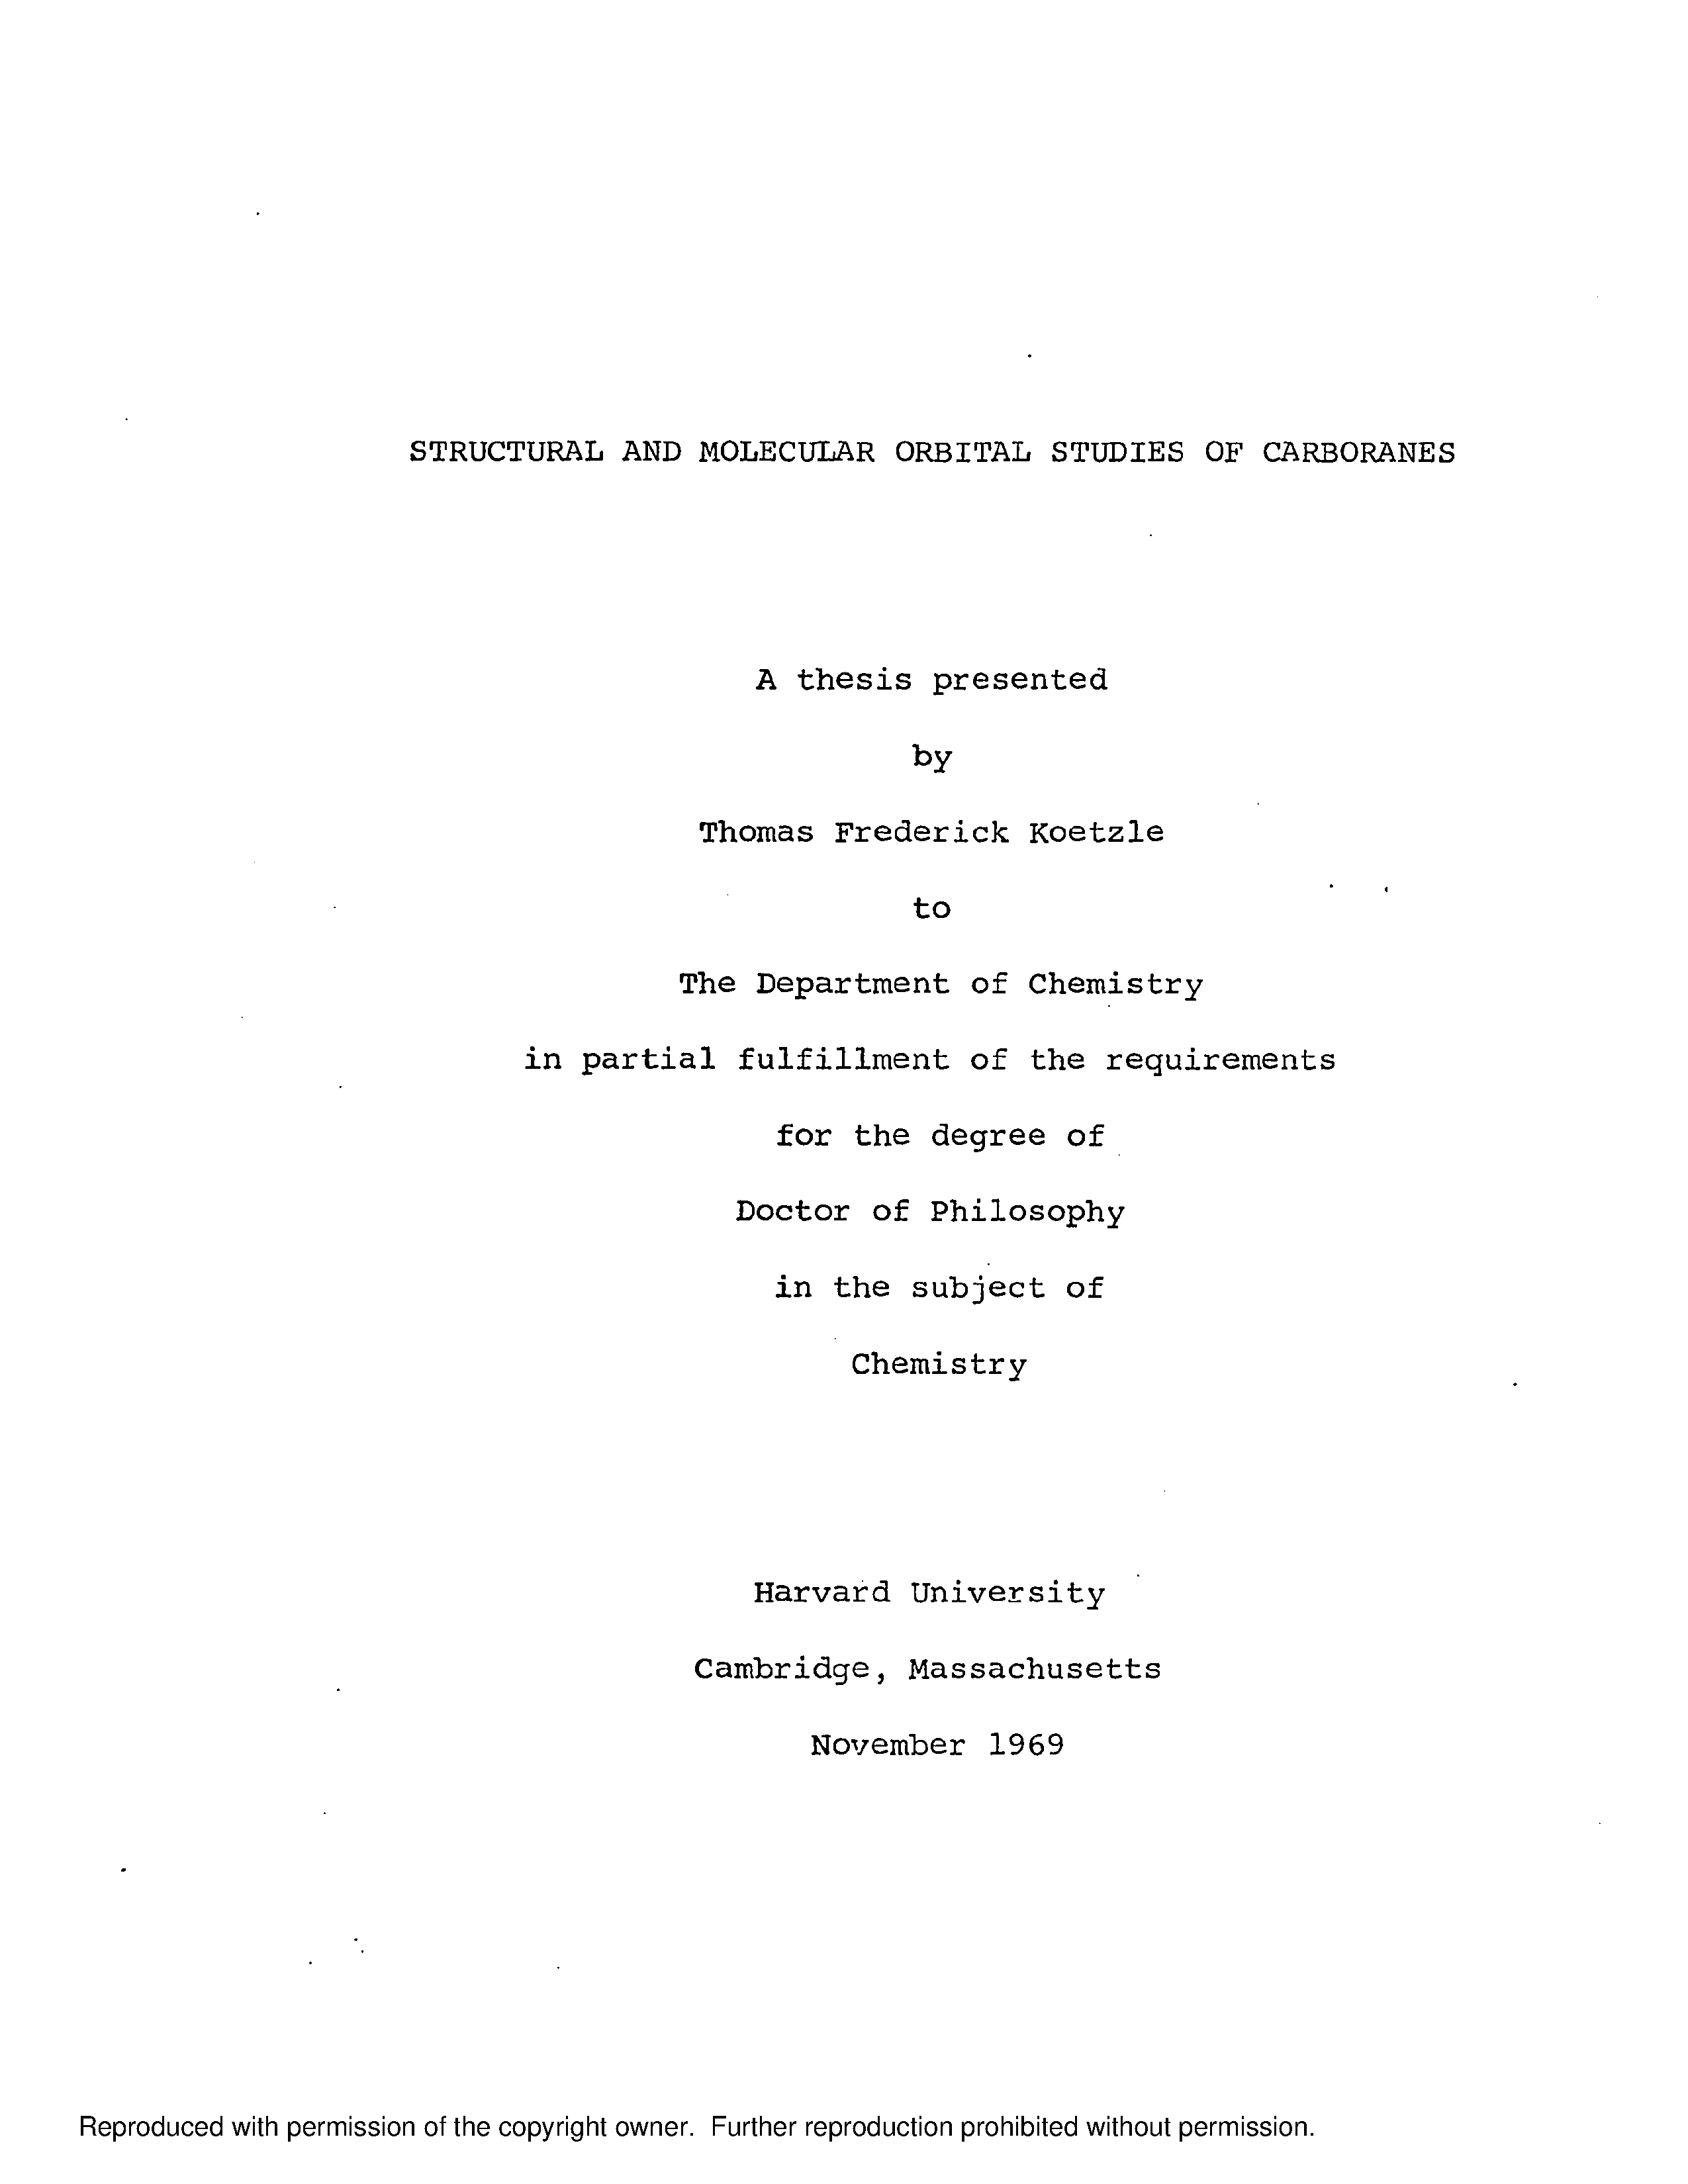 STRUCTURAL AND MOLECULAR ORBITAL STUDIES OF CARBORANES
A thesis presented
by
Thomas Frederick Koetzle
to
The Department of Chemistry
in partial fulfillment of the requirements
for the degree of
Doctor of Philosophy
in the subject of
Chemistry
Harvard University
Cambridge, Massachusetts
November 1969
Reproduced with permission of the copyright owner. Further reproduction prohibited without permission.